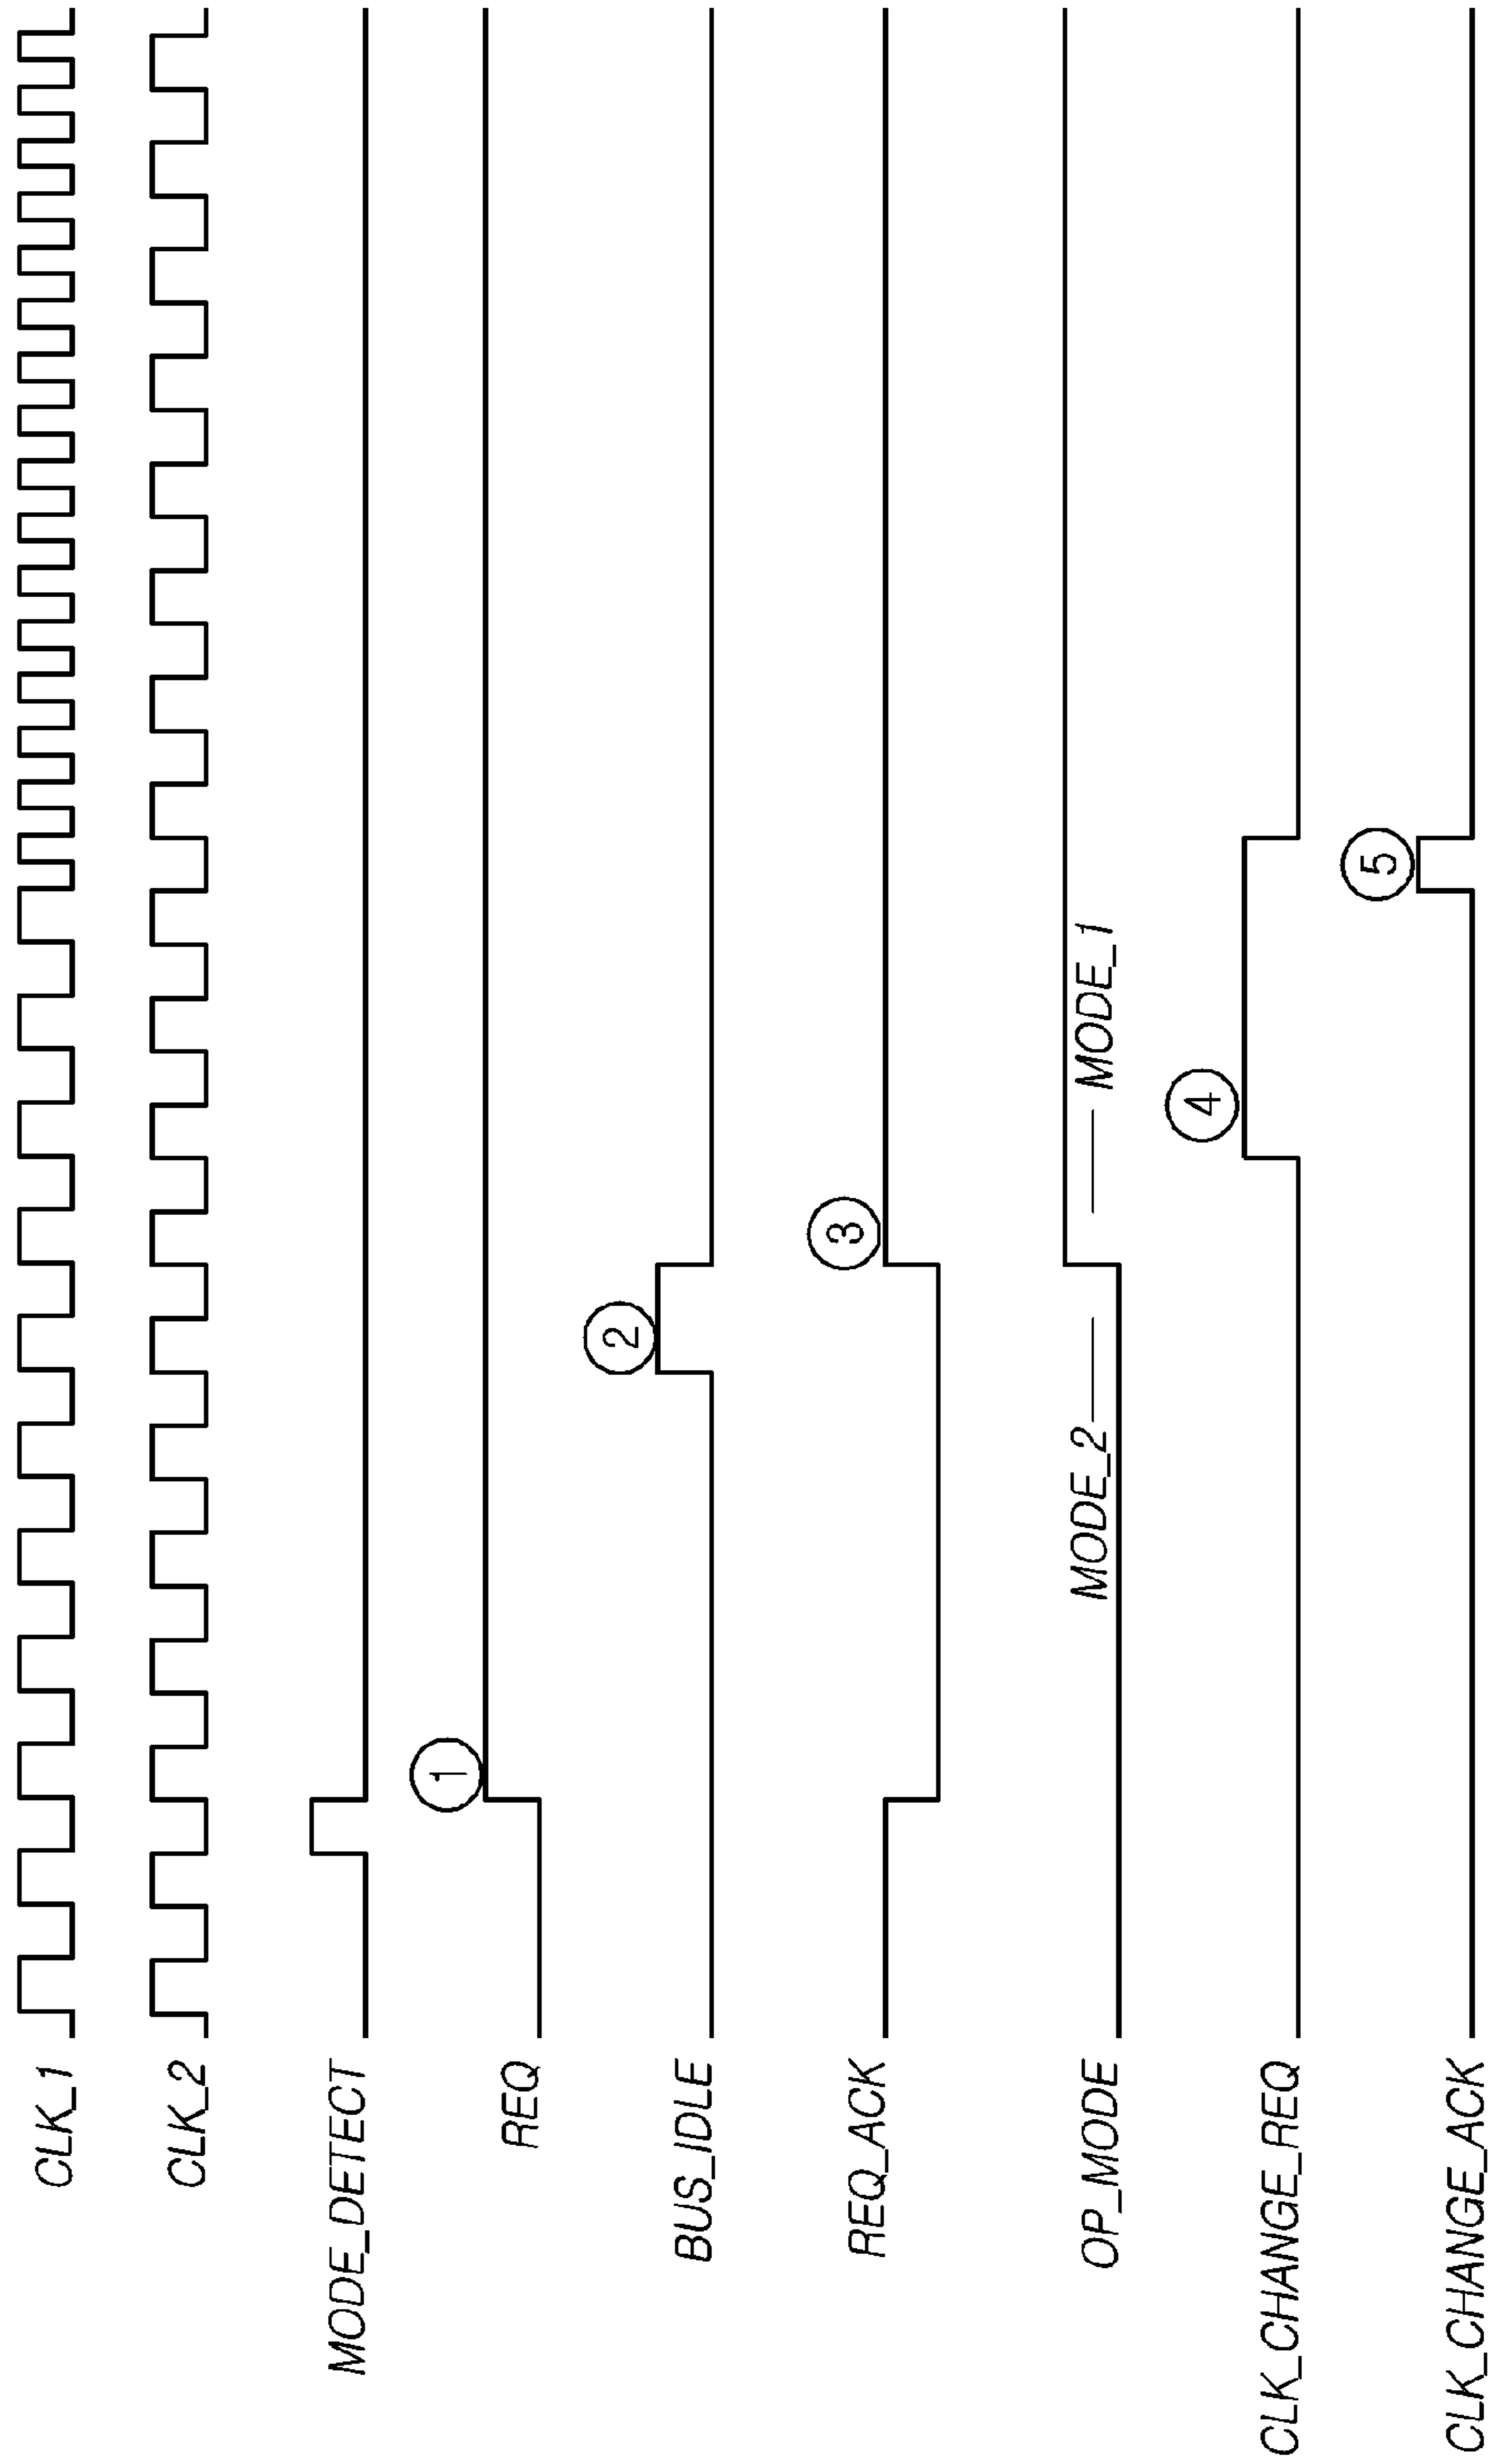 CLK_1
CLK_2
MODE_DETECT
REQ
1
BUS_IDLE
2
REQ_ACK
3
OP_MODE
MODE_2
MODE_1
CLK_CHANGE_REQ
4
CLK_CHANGE_ACK
5